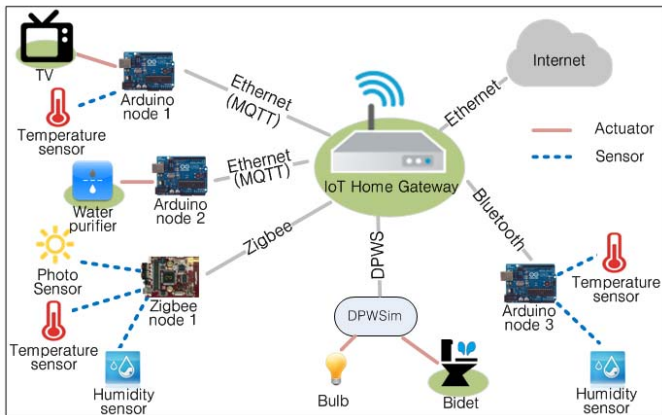 TV
Arduino
node 1
Temperature
sensor
Ethernet
(MQTT)
Internet
Ethernet
Actuator
Sensor
Water
purifier
Arduino
node 2
Ethernet
(MQTT)
IoT Home Gateway
Photo
Sensor
Zigbee
Zigbee
node 1
Temperature
sensor
Humidity
sensor
DPWS
DPWSim
Bulb
Bidet
Bluetooth
Arduino
node 3
Temperature
sensor
Humidity
sensor